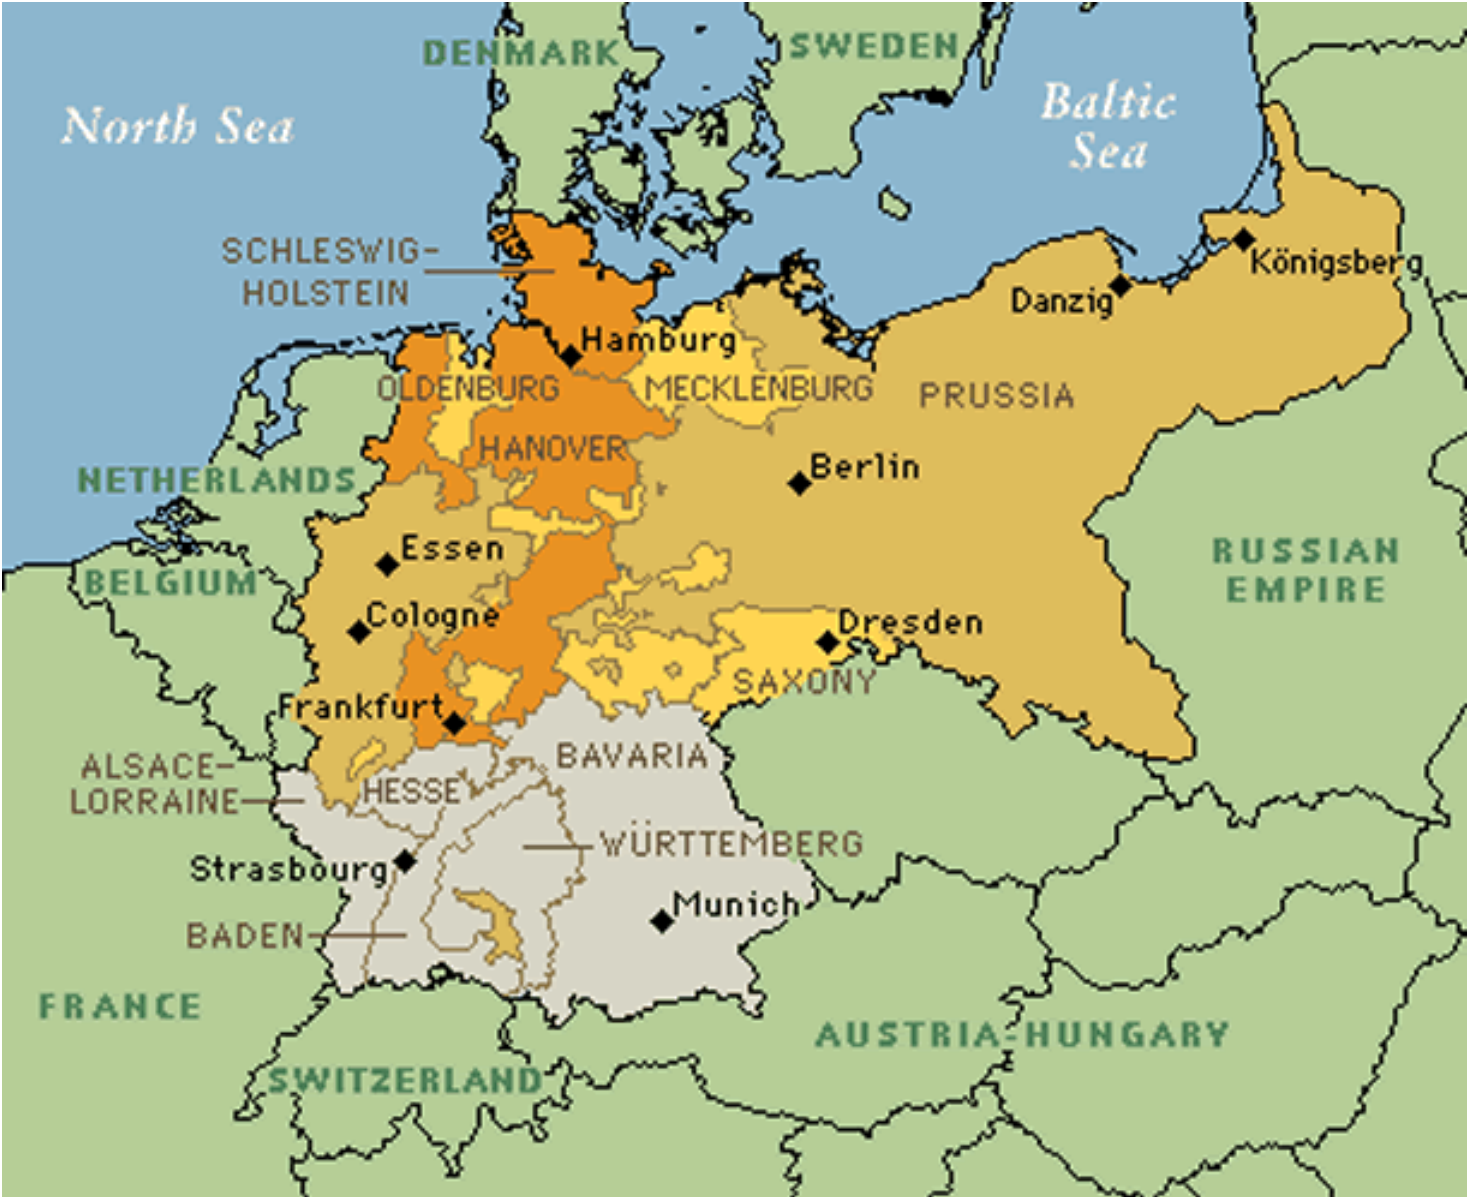 DENMARK
SWEDEN
North Sea
Baltic
Sea
SCHLESWIG-
HOLSTEIN
Königsberg
Danzig
Hamburg
OLDENBURG
MECKLENBURG
PRUSSIA
HANOVER
Berlin
NETHERLANDS
Essen
RUSSIAN
EMPIRE
BELGIUM
Cologne
Dresden
SAXONY
Frankfurt
BAVARIA
ALSACE-
LORRAINE
HESSE
WÜRTTEMBERG
Strasbourg
Munich
BADEN
FRANCE
AUSTRIA-HUNGARY
SWITZERLAND